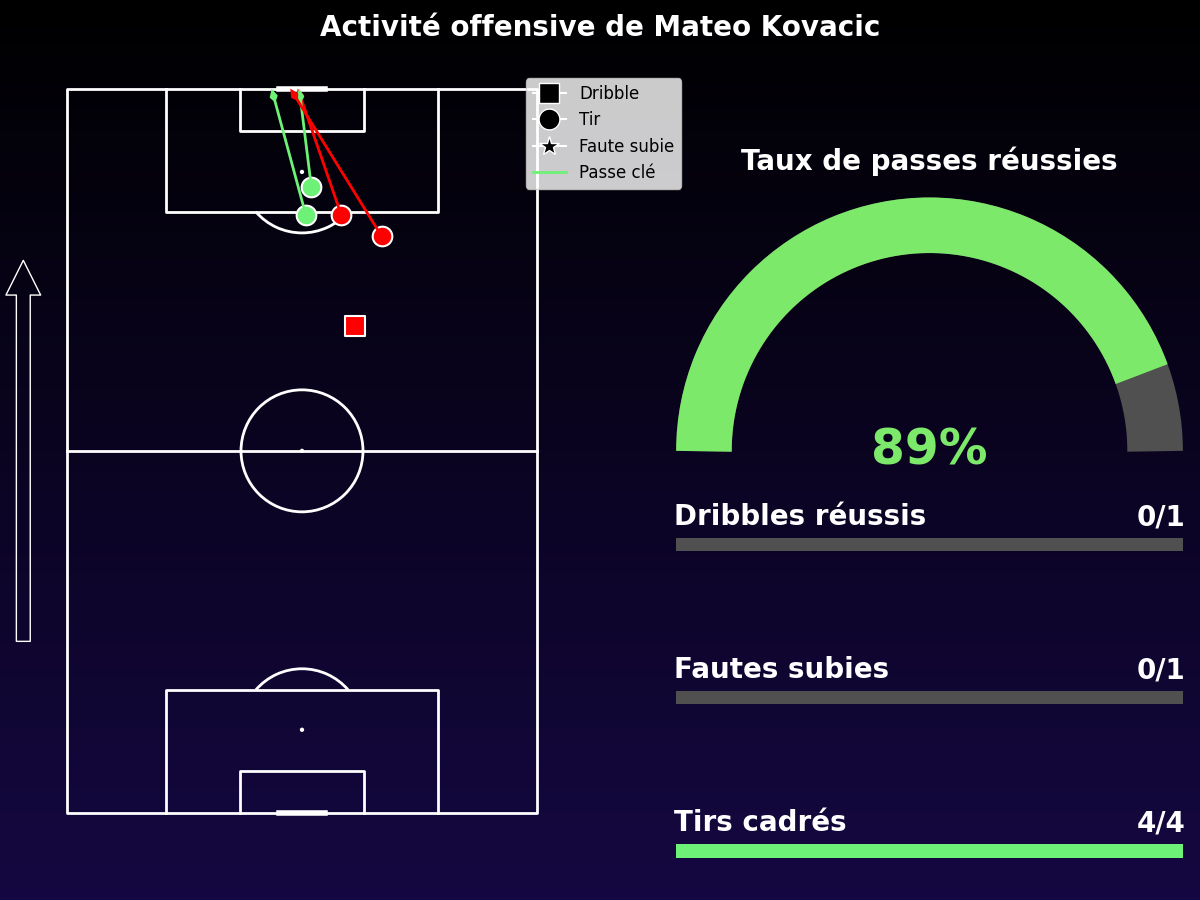 Activité offensive de Mateo Kovacic
Dribble
Tir
Faute subie
Passe clé
Taux de passes réussies
89%
Dribbles réussis 0/1
Fautes subies 0/1
Tirs cadrés 4/4